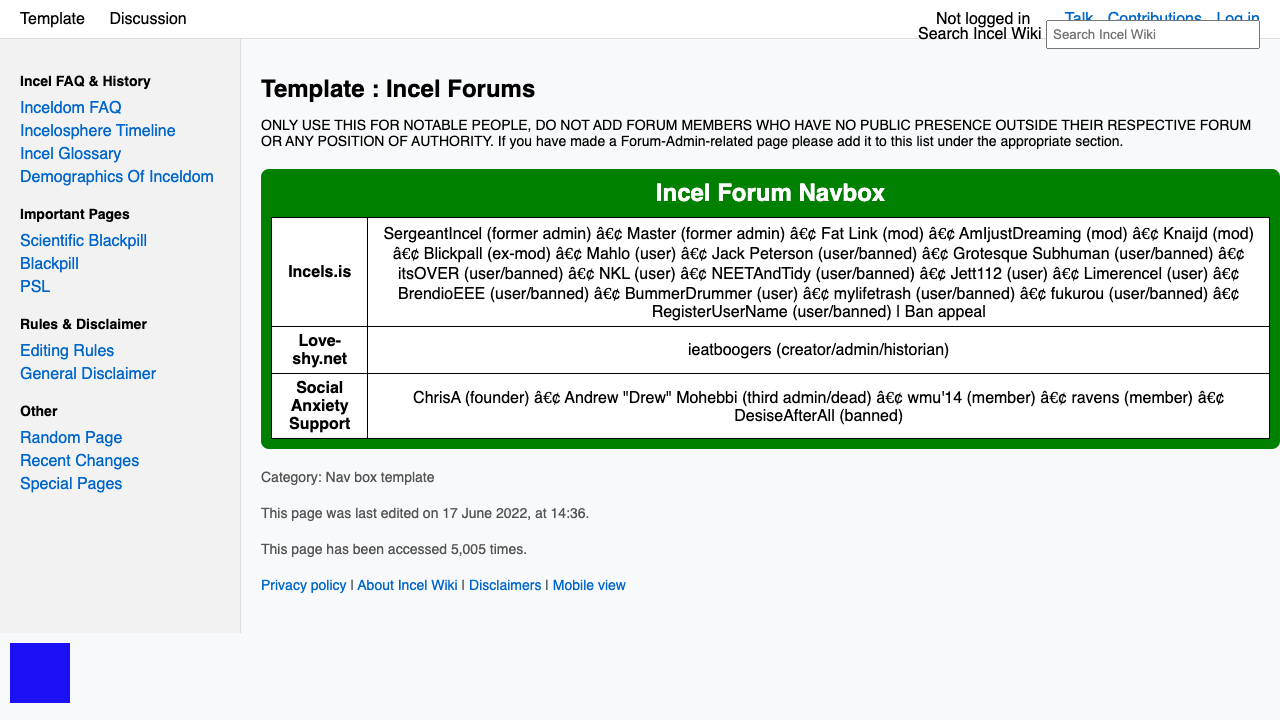 Template Discussion Not logged in Talk Contributions Log in
Search Incel Wiki Search Incel Wiki
Incel FAQ & History
Inceldom FAQ
Incelosphere Timeline
Incel Glossary
Demographics Of Inceldom
Important Pages
Scientific Blackpill
Blackpill
PSL
Rules & Disclaimer
Editing Rules
General Disclaimer
Other
Random Page
Recent Changes
Special Pages
Template : Incel Forums
ONLY USE THIS FOR NOTABLE PEOPLE, DO NOT ADD FORUM MEMBERS WHO HAVE NO PUBLIC PRESENCE OUTSIDE THEIR RESPECTIVE FORUM
OR ANY POSITION OF AUTHORITY. If you have made a Forum-Admin-related page please add it to this list under the appropriate section.
Incel Forum Navbox
Incels.is
SergeantIncel (former admin) â€¢ Master (former admin) â€¢ Fat Link (mod) â€¢ AmIjustDreaming (mod) â€¢ Knaijd (mod)
â€¢ Blickpall (ex-mod) â€¢ Mahlo (user) â€¢ Jack Peterson (user/banned) â€¢ Grotesque Subhuman (user/banned) â€¢
itsOVER (user/banned) â€¢ NKL (user) â€¢ NEETAndTidy (user/banned) â€¢ Jett112 (user) â€¢ Limerencel (user) â€¢
BrendioEEE (user/banned) â€¢ BummerDrummer (user) â€¢ mylifetrash (user/banned) â€¢ fukurou (user/banned) â€¢
RegisterUserName (user/banned) | Ban appeal
Love-
shy.net
ieatboogers (creator/admin/historian)
Social
Anxiety
Support
ChrisA (founder) â€¢ Andrew "Drew" Mohebbi (third admin/dead) â€¢ wmu'14 (member) â€¢ ravens (member) â€¢
DesiseAfterAll (banned)
Category: Nav box template
This page was last edited on 17 June 2022, at 14:36.
This page has been accessed 5,005 times.
Privacy policy | About Incel Wiki | Disclaimers | Mobile view